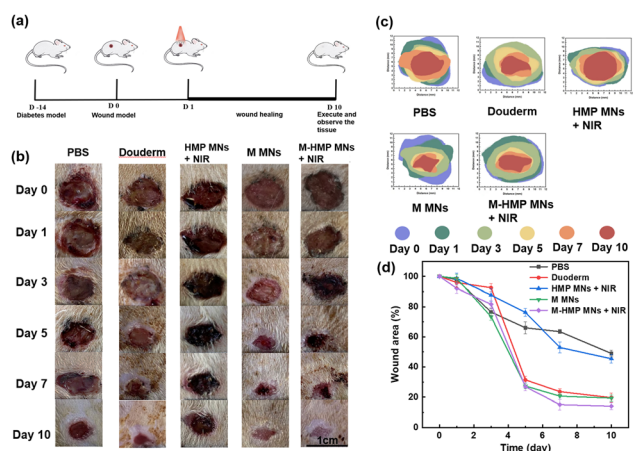 (a)
D -14
Diabetes model
D 0
Wound model
D 1
wound healing
D 10
Execute and
observe the
tissue
(b)
PBS
Douderm
HMP MNs
+ NIR
M MNs
M-HMP MNs
+ NIR
Day 0
Day 1
Day 3
Day 5
Day 7
Day 10
1cm
(c)
PBS
Douderm
HMP MNs
+ NIR
M MNs
M-HMP MNs
+ NIR
Day 0
Day 1
Day 3
Day 5
Day 7
Day 10
(d)
PBS
Duoderm
HMP MNs + NIR
M MNs
M-HMP MNs + NIR
Wound area (%)
100
80
60
40
20
0
0
2
4
6
8
10
Time (day)